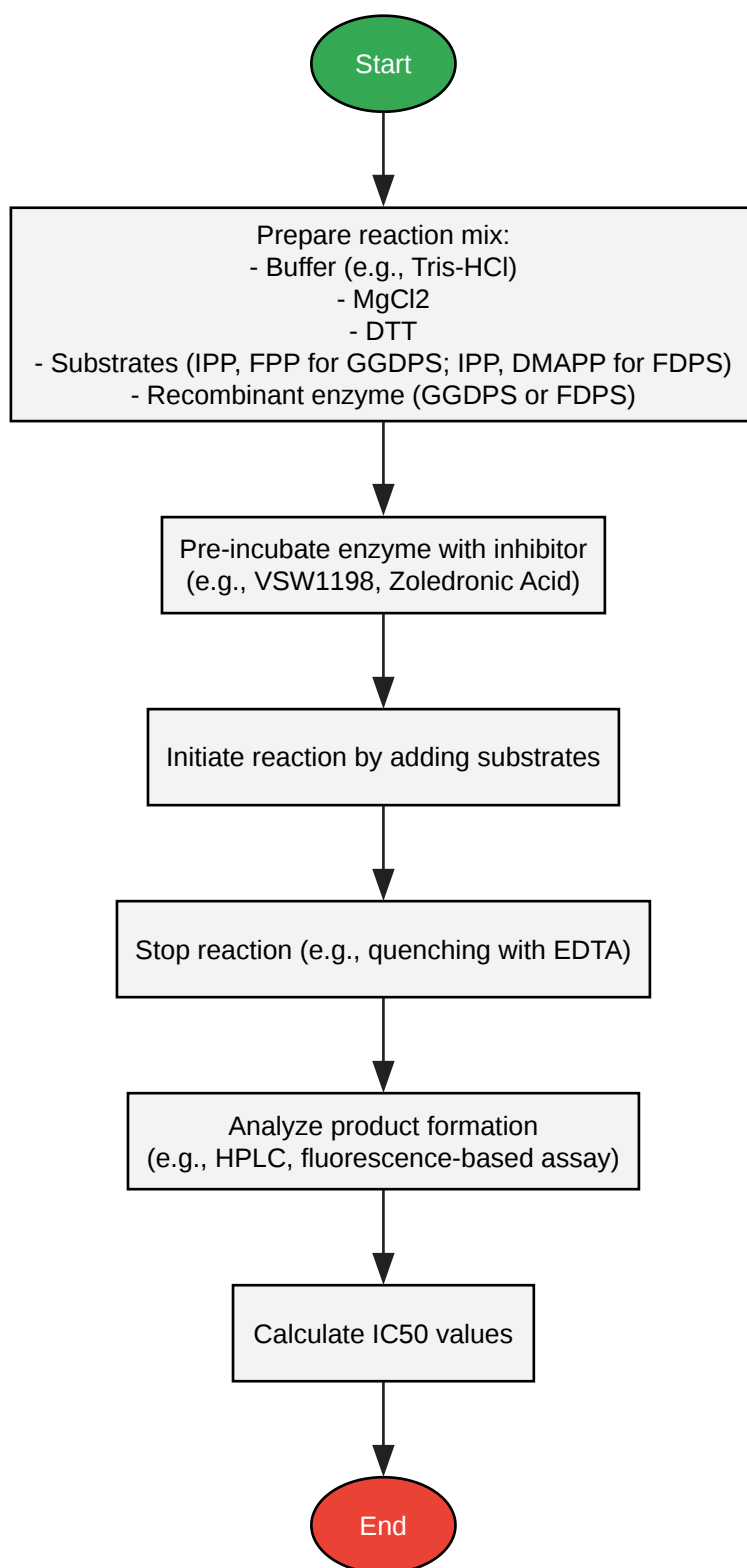 Start
Prepare reaction mix:
- Buffer (e.g., Tris-HCl)
- MgCl2
- DTT
- Substrates (IPP, FPP for GGDPS; IPP, DMAPP for FDPS)
- Recombinant enzyme (GGDPS or FDPS)
Pre-incubate enzyme with inhibitor
(e.g., VSW1198, Zoledronic Acid)
Initiate reaction by adding substrates
Stop reaction (e.g., quenching with EDTA)
Analyze product formation
(e.g., HPLC, fluorescence-based assay)
Calculate IC50 values
End